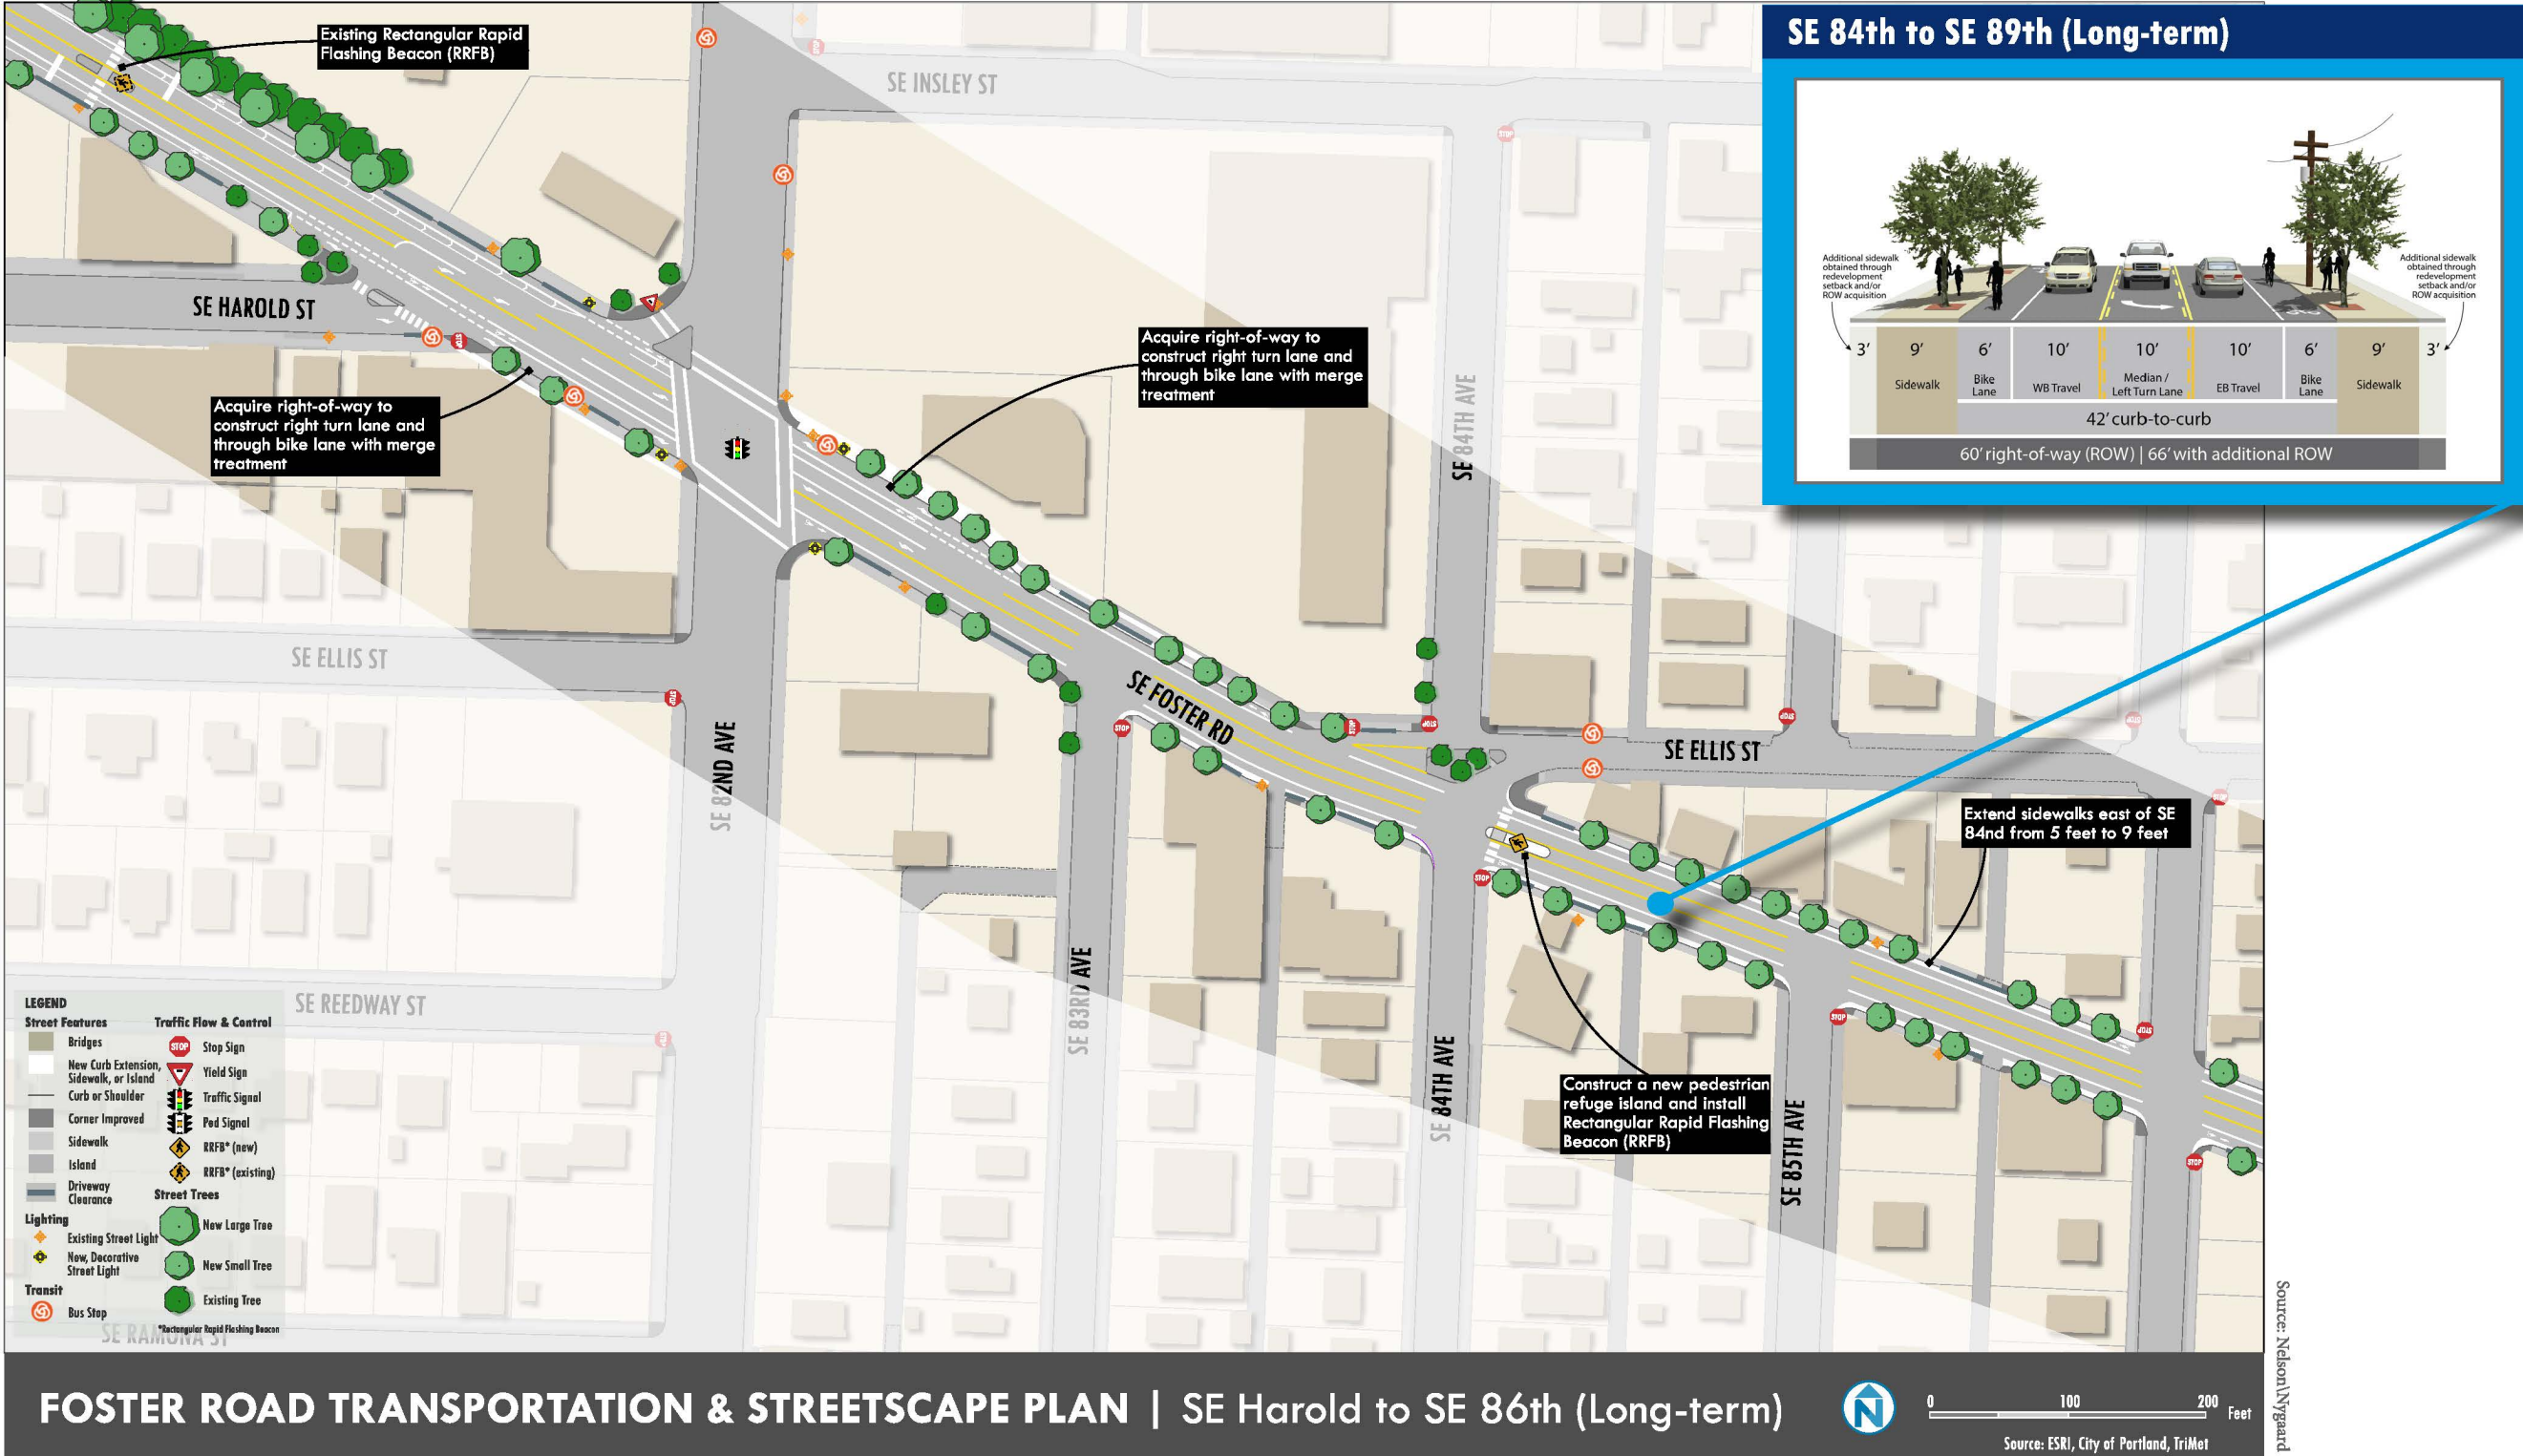 Existing Rectangular Rapid
Flashing Beacon (RRFB)
SE INSLEY ST
SE HAROLD ST
Acquire right-of-way to
construct right turn lane and
through bike lane with merge
treatment
Acquire right-of-way to
construct right turn lane and
through bike lane with merge
treatment
SE 84TH AVE
STOP
SE ELLIS ST
SE FOSTER RD
SE 82ND AVE
SE ELLIS ST
Extend sidewalks east of SE
84nd from 5 feet to 9 feet
SE 83RD AVE
SE 84TH AVE
SE 85TH AVE
Construct a new pedestrian
refuge island and install
Rectangular Rapid Flashing
Beacon (RRFB)
SE REEDWAY ST
SE RAMONA ST
SE 84th to SE 89th (Long-term)
Additional sidewalk
obtained through
redevelopment
setback and/or
ROW acquisition
Additional sidewalk
obtained through
redevelopment
setback and/or
ROW acquisition
3' 9' 6' 10' 10' 10' 6' 9' 3'
Sidewalk
Bike
Lane
WB Travel
Median /
Left Turn Lane
EB Travel
Bike
Lane
Sidewalk
42' curb-to-curb
60' right-of-way (ROW) | 66' with additional ROW
LEGEND
Street Features
Bridges
New Curb Extension,
Sidewalk, or Island
Curb or Shoulder
Corner Improved
Sidewalk
Island
Driveway
Clearance
Lighting
Existing Street Light
New, Decorative
Street Light
Transit
Bus Stop
Traffic Flow & Control
STOP Stop Sign
Yield Sign
Traffic Signal
Ped Signal
RRFB* (new)
RRFB* (existing)
Street Trees
New Large Tree
New Small Tree
Existing Tree
*Rectangular Rapid Flashing Beacon
FOSTER ROAD TRANSPORTATION & STREETSCAPE PLAN | SE Harold to SE 86th (Long-term)
N
0 100 200 Feet
Source: ESRI, City of Portland, TriMet
Source: Nelson\Nygaard